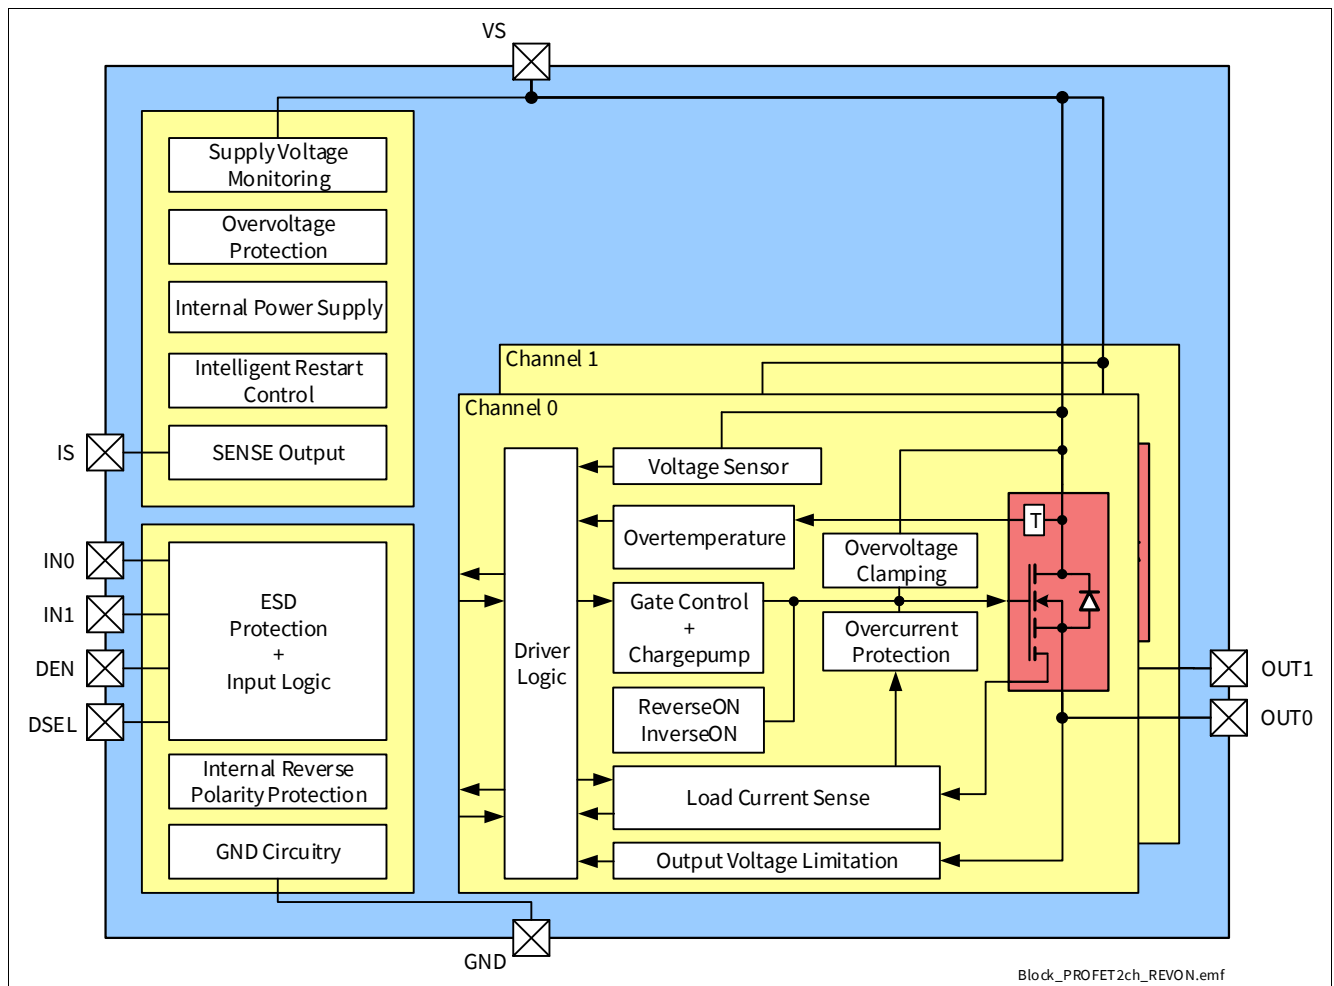 VS
Supply Voltage
Monitoring
Overvoltage
Protection
Internal Power Supply
Intelligent Restart
Control
SENSE Output
IS
IN0
IN1
DEN
DSEL
ESD
Protection
+
Input Logic
Internal Reverse
Polarity Protection
GND Circuitry
GND
Channel 1
Channel 0
Driver
Logic
Voltage Sensor
Overtemperature
T
Overvoltage
Clamping
Gate Control
+
Chargepump
Overcurrent
Protection
ReverseON
InverseON
Load Current Sense
Output Voltage Limitation
OUT1
OUT0
Block_PROFET2ch_REVON.emf